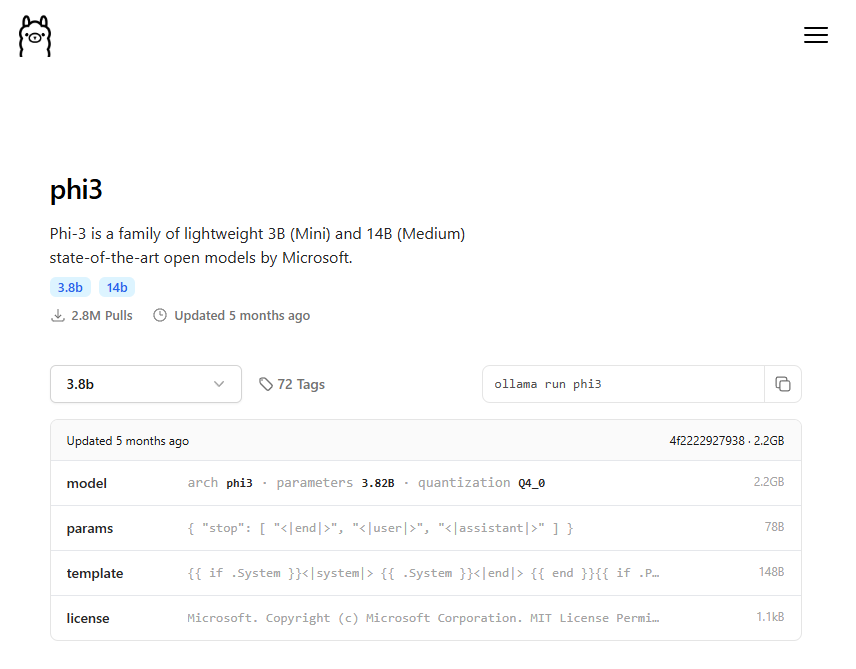 phi3
Phi-3 is a family of lightweight 3B (Mini) and 14B (Medium)
state-of-the-art open models by Microsoft.
3.8b 14b
2.8M Pulls Updated 5 months ago
3.8b 72 Tags ollama run phi3
Updated 5 months ago 4f2222927938 · 2.2GB
model arch phi3 · parameters 3.82B · quantization Q4_0 2.2GB
params { "stop": [ "<|end|>", "<|user|>", "<|assistant|>" ] } 78B
template {{ if .System }}<|system|> {{ .System }}<|end|> {{ end }}{{ if .P… 148B
license Microsoft. Copyright (c) Microsoft Corporation. MIT License Permi… 1.1kB